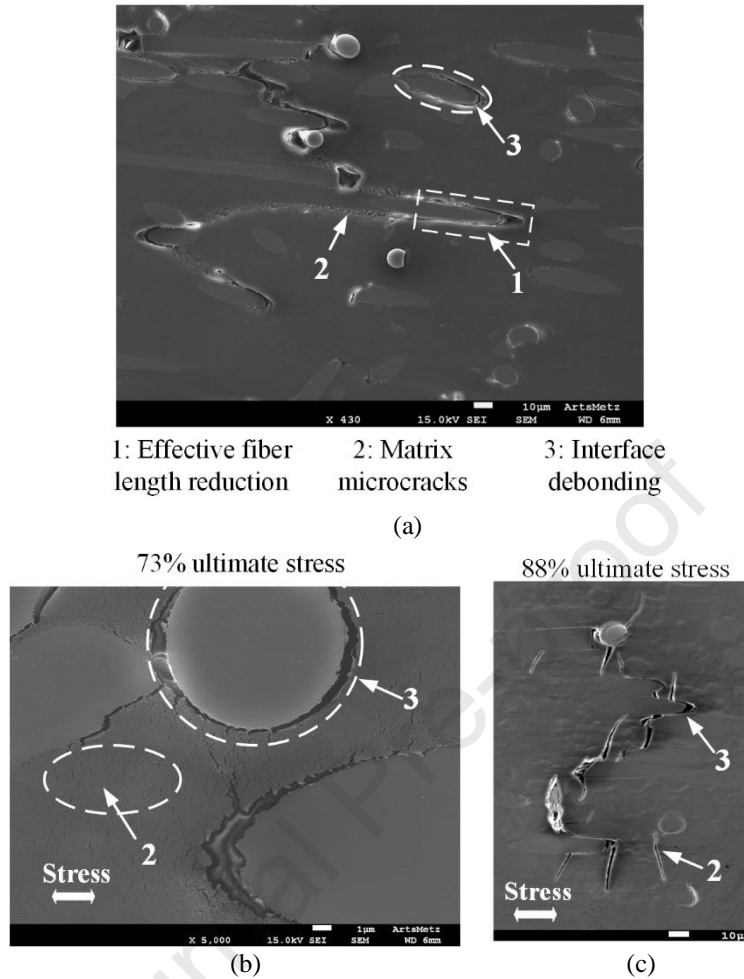 3
2
1
10μm ArtsMetz
X 430 15.0kV SEI SEM WD 6mm
1: Effective fiber length reduction
2: Matrix microcracks
3: Interface debonding
(a)
73% ultimate stress
88% ultimate stress
3
2
Stress
1μm ArtsMetz
X 5,000 15.0kV SEI SEM WD 6mm
(b)
3
2
Stress
10μ
(c)